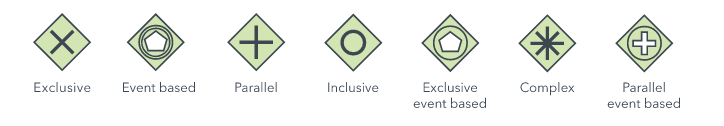 Exclusive
Event based
Parallel
Inclusive
Exclusive
event based
Complex
Parallel
event based